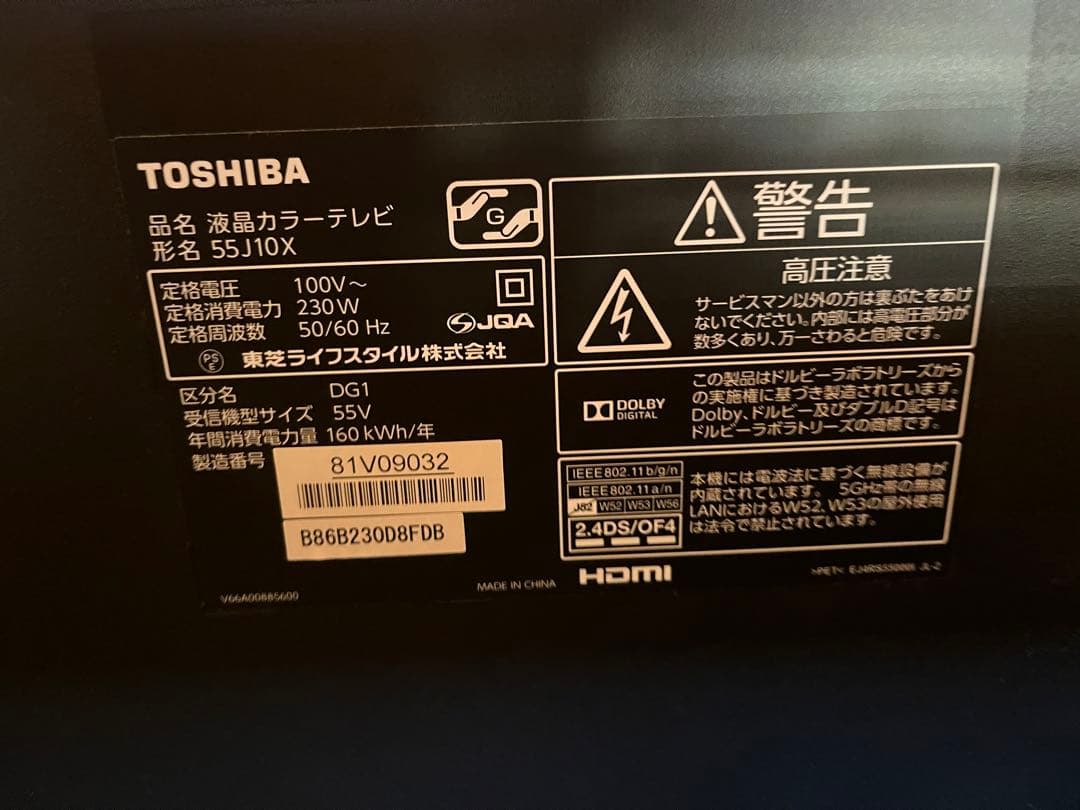 TOSHIBA
品名 液晶カラーテレビ
形名 55J10X
G
定格電圧 100V～
定格消費電力 230W
定格周波数 50/60 Hz
JQA
PS
E
東芝ライフスタイル株式会社
区分名 DG1
受信機型サイズ 55V
年間消費電力量 160kWh/年
製造番号
81V09032
B86B230D8FDB
V66A00885600
MADE IN CHINA
警告
高圧注意
サービスマン以外の方は裏ぶたをあけ
ないでください。内部には高電圧部分が
数多くあり、万一さわると危険です。
DOLBY
DIGITAL
この製品はドルビーラボラトリーズから
の実施権に基づき製造されています。
Dolby、ドルビー及びダブルD記号は
ドルビーラボラトリーズの商標です。
IEEE802.11b/g/n
IEEE802.11a/n
J52 W52 W53 W56
2.4DS/OF4
本機には電波法に基づく無線設備が
内蔵されています。 5GHz帯の無線
LANにおけるW52、W53の屋外使用
は法令で禁止されています。
HDMI
>PET<